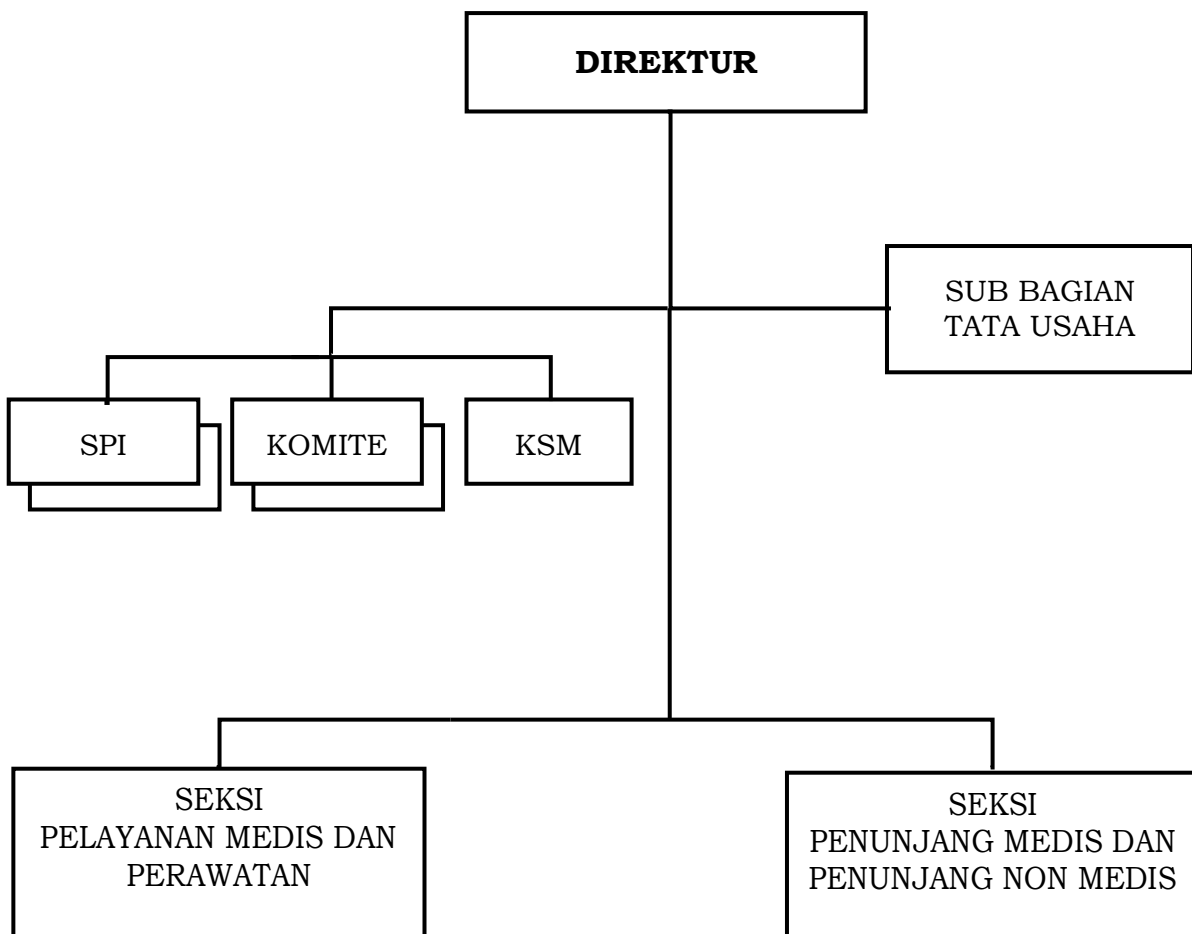 DIREKTUR
SUB BAGIAN
TATA USAHA
SPI
KOMITE
KSM
SEKSI
PELAYANAN MEDIS DAN
PERAWATAN
SEKSI
PENUNJANG MEDIS DAN
PENUNJANG NON MEDIS